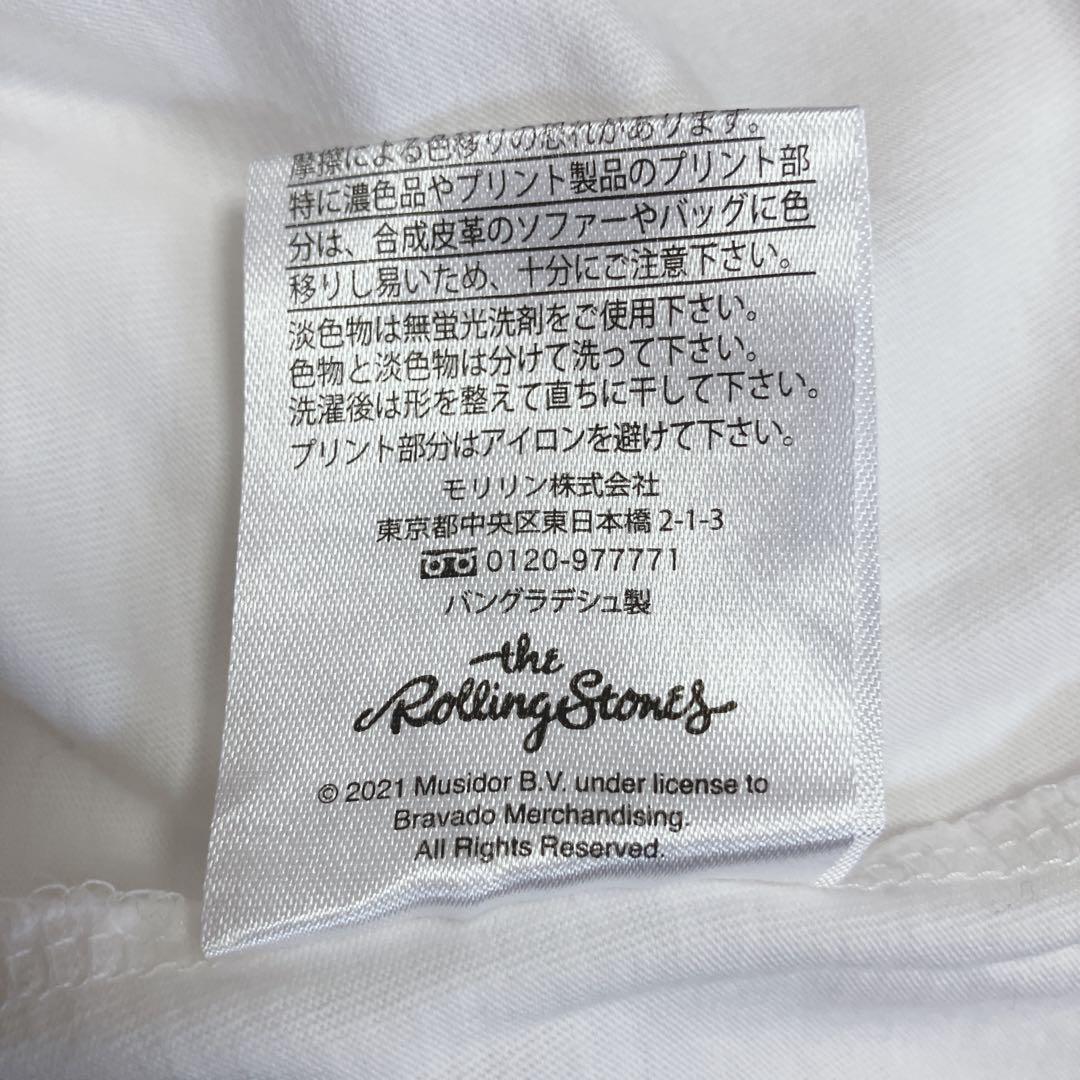 摩擦による色移りの恐れがあります。
特に濃色品やプリント製品のプリント部
分は、合成皮革のソファーやバッグに色
移りし易いため、十分にご注意下さい。
淡色物は無蛍光洗剤をご使用下さい。
色物と淡色物は分けて洗って下さい。
洗濯後は形を整えて直ちに干して下さい。
プリント部分はアイロンを避けて下さい。
モリリン株式会社
東京都中央区東日本橋 2-1-3
0120-977771
バングラデシュ製
the
Rolling Stones
© 2021 Musidor B.V. under license to
Bravado Merchandising.
All Rights Reserved.